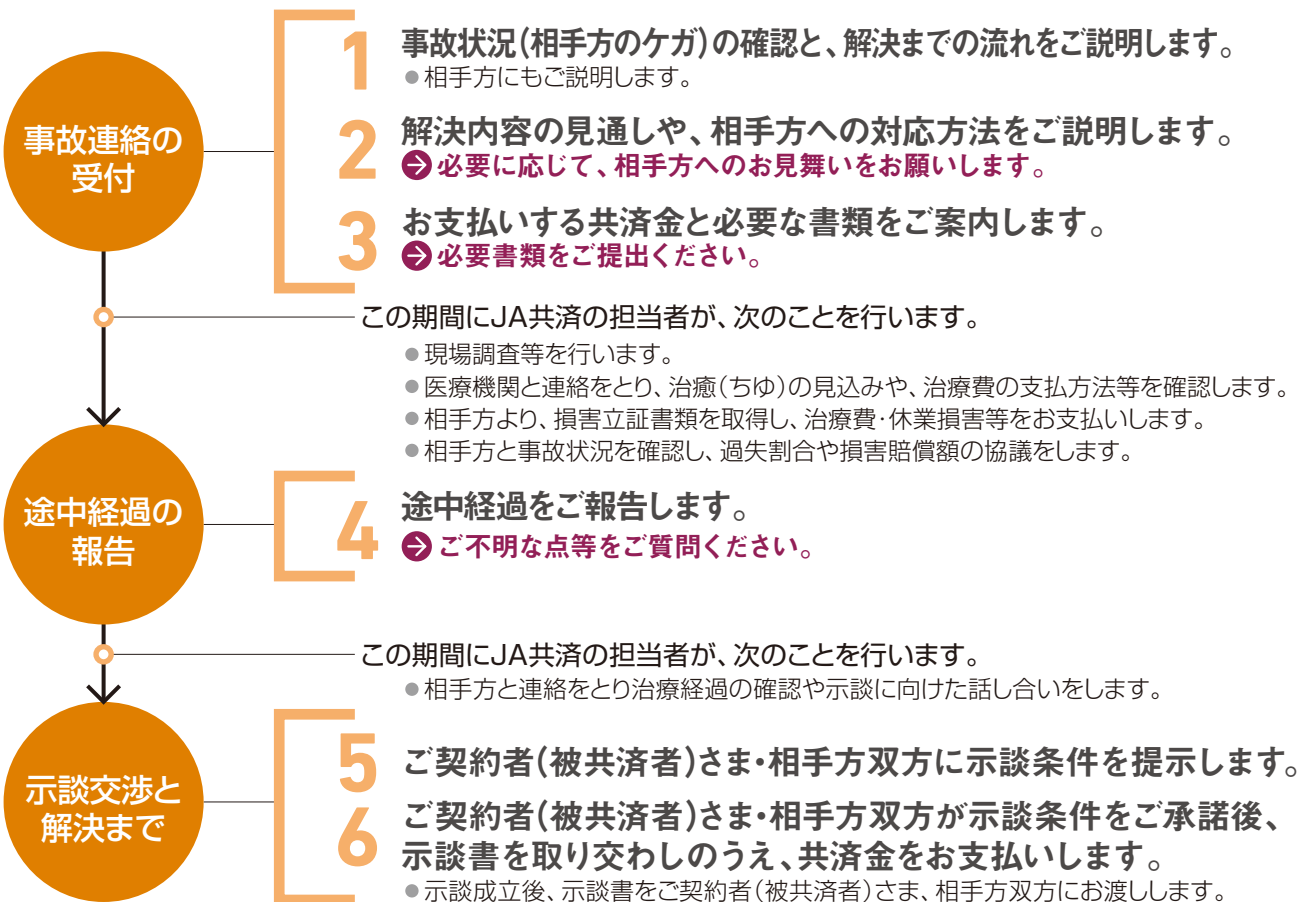 事故連絡の
受付
1
事故状況(相手方のケガ)の確認と、解決までの流れをご説明します。
●相手方にもご説明します。
2
解決内容の見通しや、相手方への対応方法をご説明します。
必要に応じて、相手方へのお見舞いをお願いします。
3
お支払いする共済金と必要な書類をご案内します。
必要書類をご提出ください。
この期間にJA共済の担当者が、次のことを行います。
●現場調査等を行います。
●医療機関と連絡をとり、治癒(ちゆ)の見込みや、治療費の支払方法等を確認します。
●相手方より、損害立証書類を取得し、治療費・休業損害等をお支払いします。
●相手方と事故状況を確認し、過失割合や損害賠償額の協議をします。
途中経過の
報告
4
途中経過をご報告します。
ご不明な点等をご質問ください。
この期間にJA共済の担当者が、次のことを行います。
●相手方と連絡をとり治療経過の確認や示談に向けた話し合いをします。
示談交渉と
解決まで
5
ご契約者(被共済者)さま・相手方双方に示談条件を提示します。
6
ご契約者(被共済者)さま・相手方双方が示談条件をご承諾後、
示談書を取り交わしのうえ、共済金をお支払いします。
●示談成立後、示談書をご契約者(被共済者)さま、相手方双方にお渡しします。